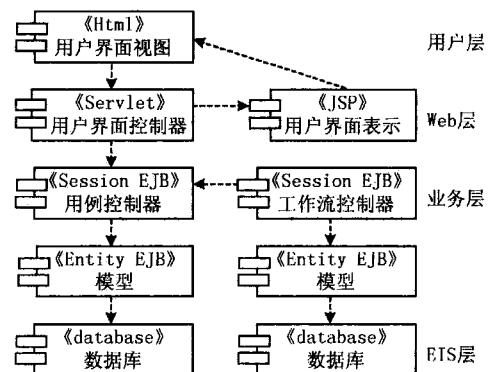 《Html》
用户界面视图
用户层
《Servlet》
用户界面控制器
《JSP》
用户界面表示
Web层
《Session EJB》
用例控制器
《Session EJB》
工作流控制器
业务层
《Entity EJB》
模型
《Entity EJB》
模型
《database》
数据库
《database》
数据库
EIS层